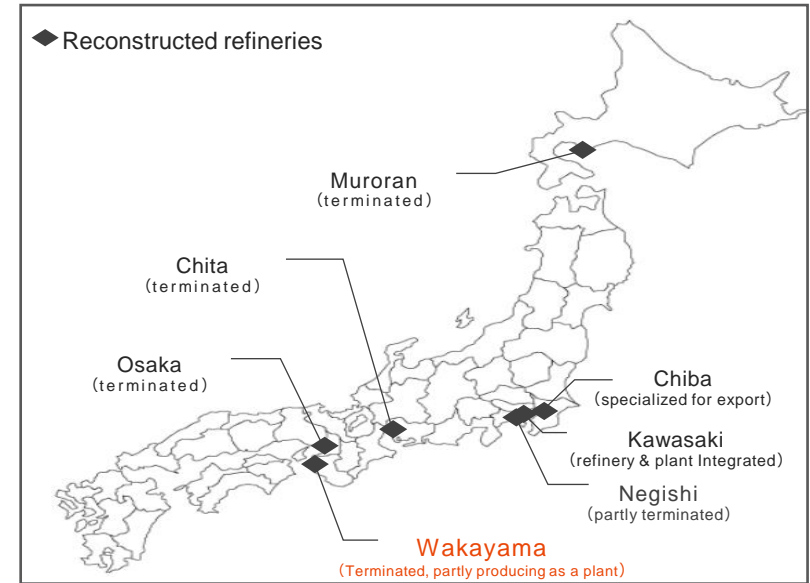 Reconstructed refineries
Muroran
(terminated)
Chita
(terminated)
Osaka
(terminated)
Chiba
(specialized for export)
Kawasaki
(refinery & plant Integrated)
Negishi
(partly terminated)
Wakayama
(Terminated, partly producing as a plant)